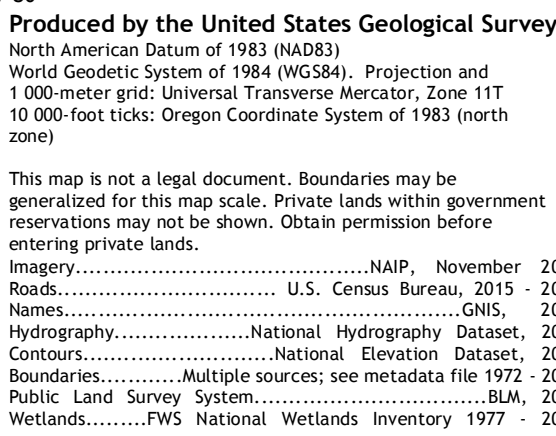 Produced by the United States Geological Survey
North American Datum of 1983 (NAD83)
World Geodetic System of 1984 (WGS84).  Projection and
1 000-meter grid: Universal Transverse Mercator, Zone 11T
10 000-foot ticks: Oregon Coordinate System of 1983 (north
zone)
This map is not a legal document. Boundaries may be
generalized for this map scale. Private lands within government
reservations may not be shown. Obtain permission before
entering private lands.
Imagery.........................................NAIP, November 20
Roads.............................. U.S. Census Bureau, 2015 - 20
Names.......................................................GNIS, 20
Hydrography...................National Hydrography Dataset, 20
Contours...........................National Elevation Dataset, 20
Boundaries............Multiple sources; see metadata file 1972 - 20
Public Land Survey System.................................BLM, 20
Wetlands.........FWS National Wetlands Inventory 1977 - 20